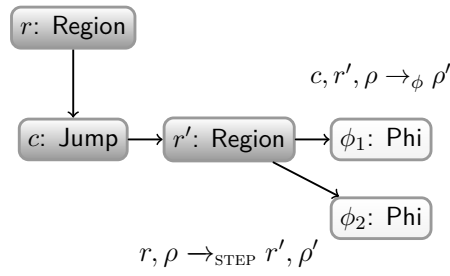 r: Region
c, r′, ρ →ϕ ρ′
c: Jump
r′: Region
ϕ₁: Phi
ϕ₂: Phi
r, ρ →STEP r′, ρ′